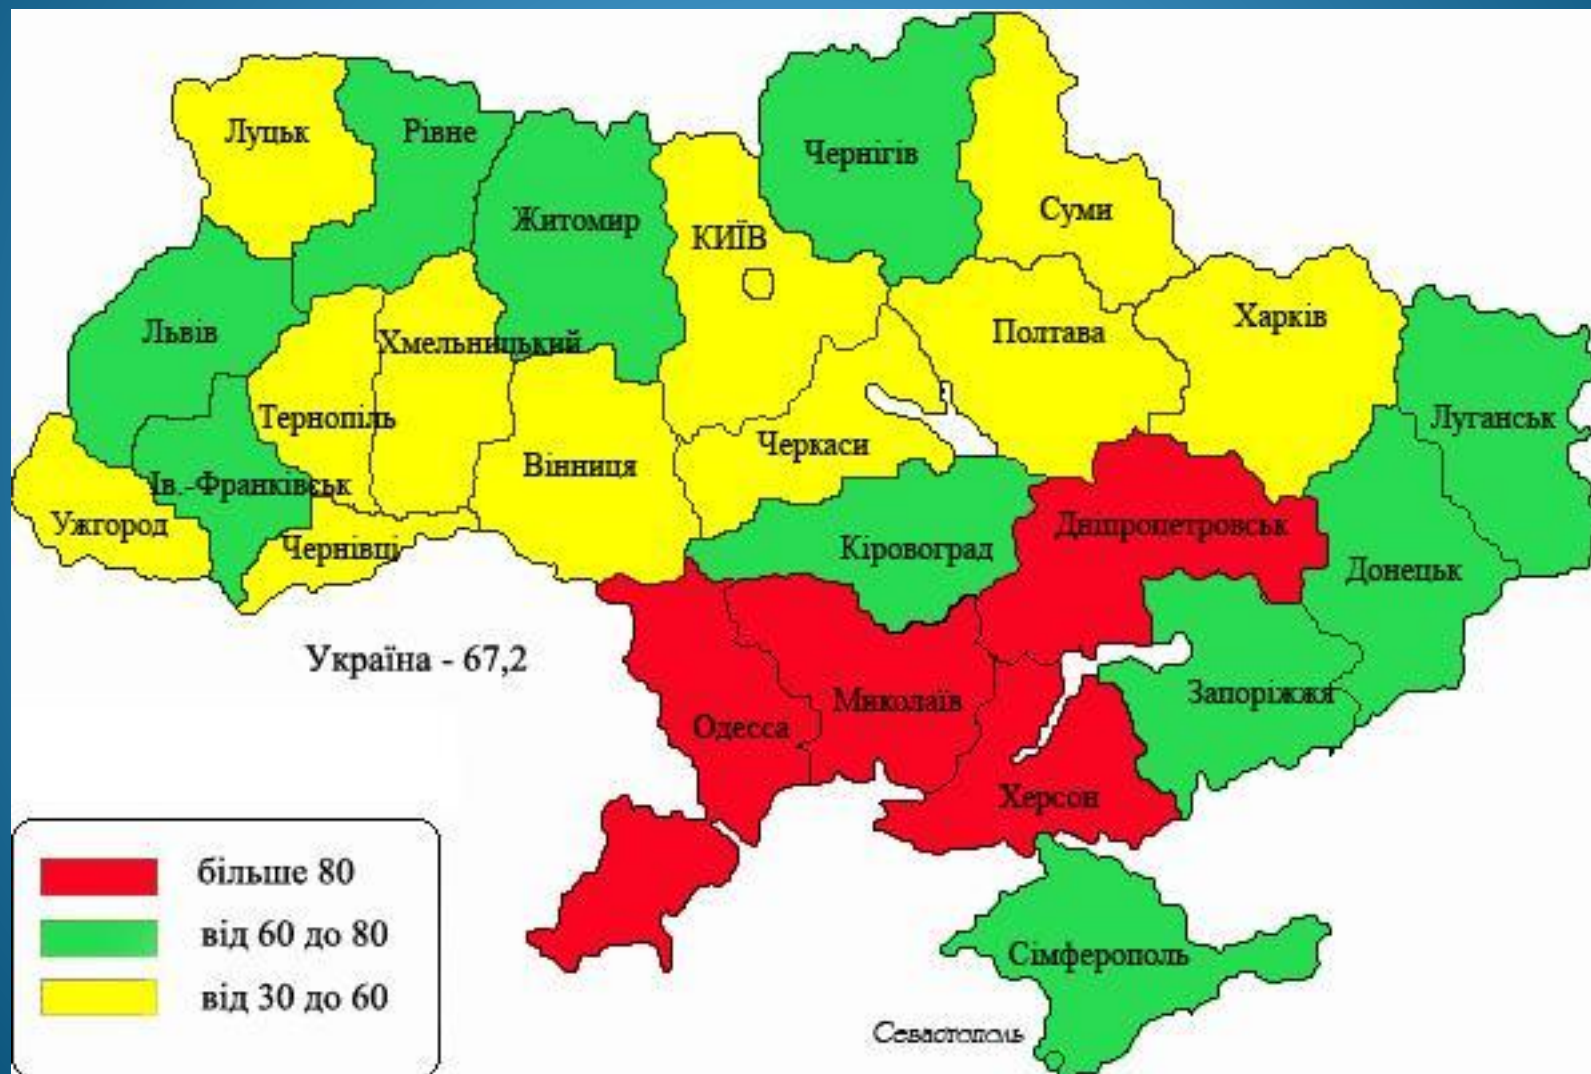 Луцьк
Рівне
Житомир
КИЇВ
Чернігів
Суми
Львів
Тернопіль
Хмельницький
Вінниця
Черкаси
Полтава
Харків
Луганськ
Ів.-Франківськ
Ужгород
Чернівці
Кіровоград
Дніпропетровськ
Донецьк
Україна - 67,2
Одесса
Миколаїв
Запоріжжя
Херсон
Сімферополь
Севастополь
більше 80
від 60 до 80
від 30 до 60